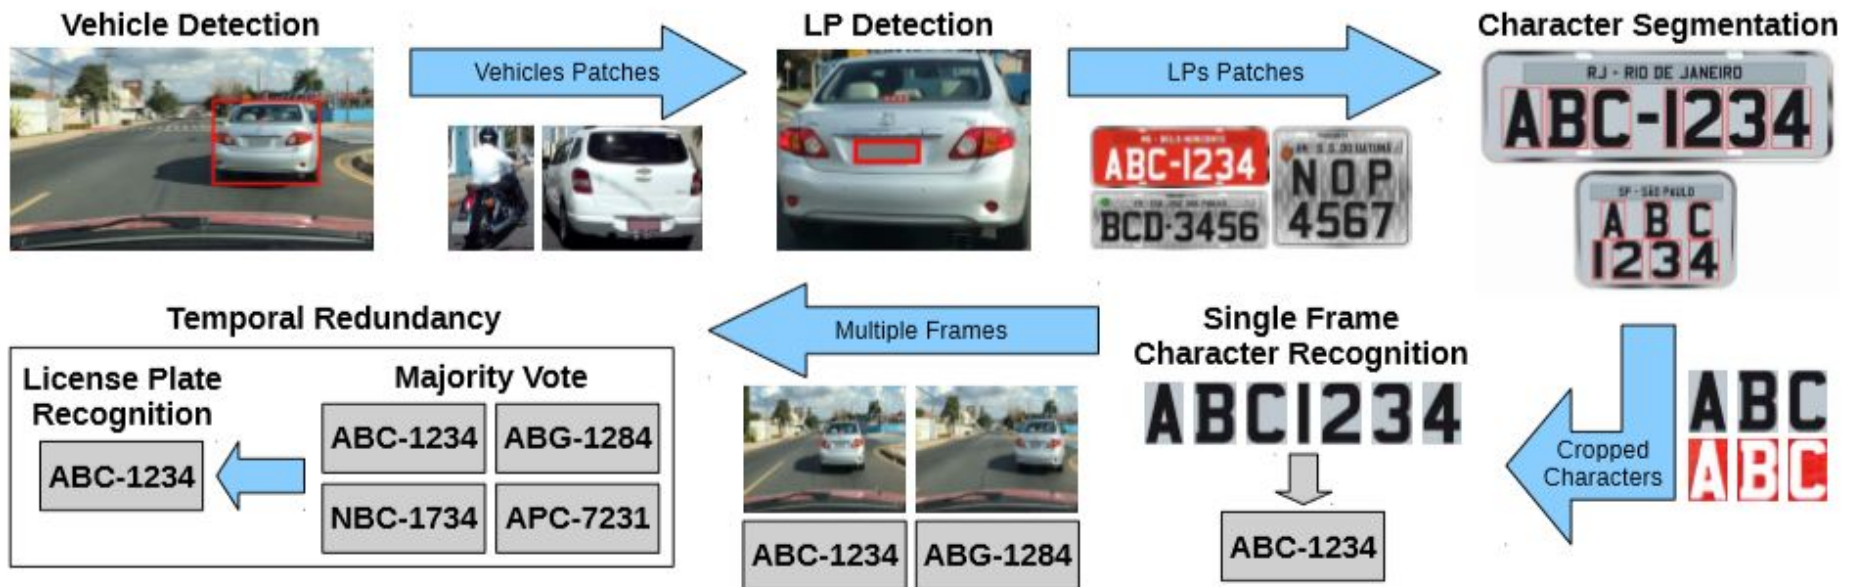 Vehicle Detection
Vehicles Patches
LP Detection
LPs Patches
ABC-1234
BCD-3456
N O P
4567
Character Segmentation
RJ - RIO DE JANEIRO
ABC-1234
SP - SÃO PAULO
A B C
1234
Cropped
Characters
ABC
ABC
Single Frame
Character Recognition
ABC1234
ABC-1234
Multiple Frames
ABC-1234
ABG-1284
Temporal Redundancy
Majority Vote
ABC-1234
ABG-1284
NBC-1734
APC-7231
License Plate
Recognition
ABC-1234